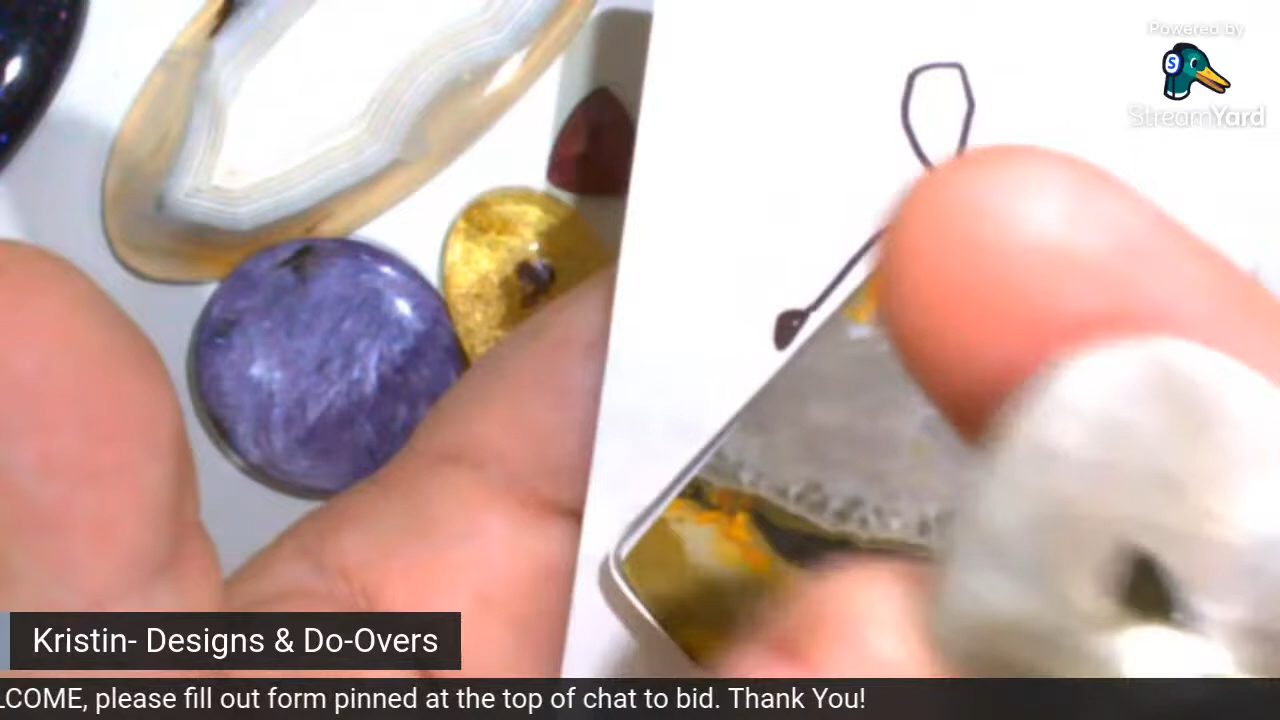 Powered by
S
StreamYard
Kristin- Designs & Do-Overs
LCOME, please fill out form pinned at the top of chat to bid. Thank You!